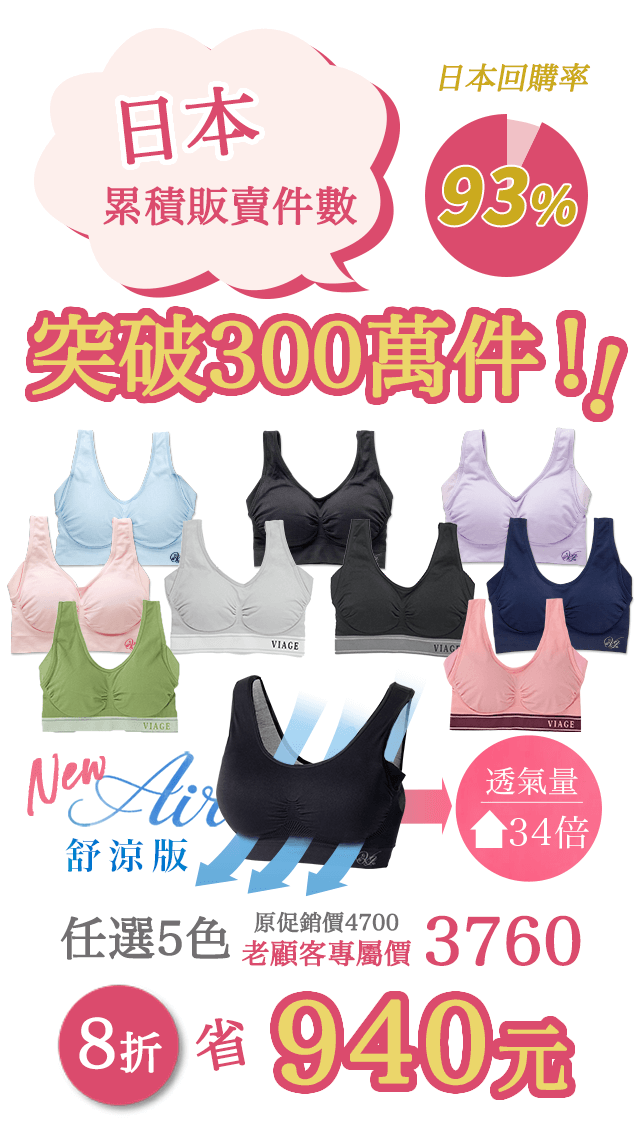 日本
累積販賣件數
日本回購率
93%
突破300萬件!!
VIAGE
VIAGE
VIAGE
VIAGE
New
Air
舒涼版
透氣量
34倍
任選5色
原促銷價4700
老顧客專屬價
3760
8折
省
940元